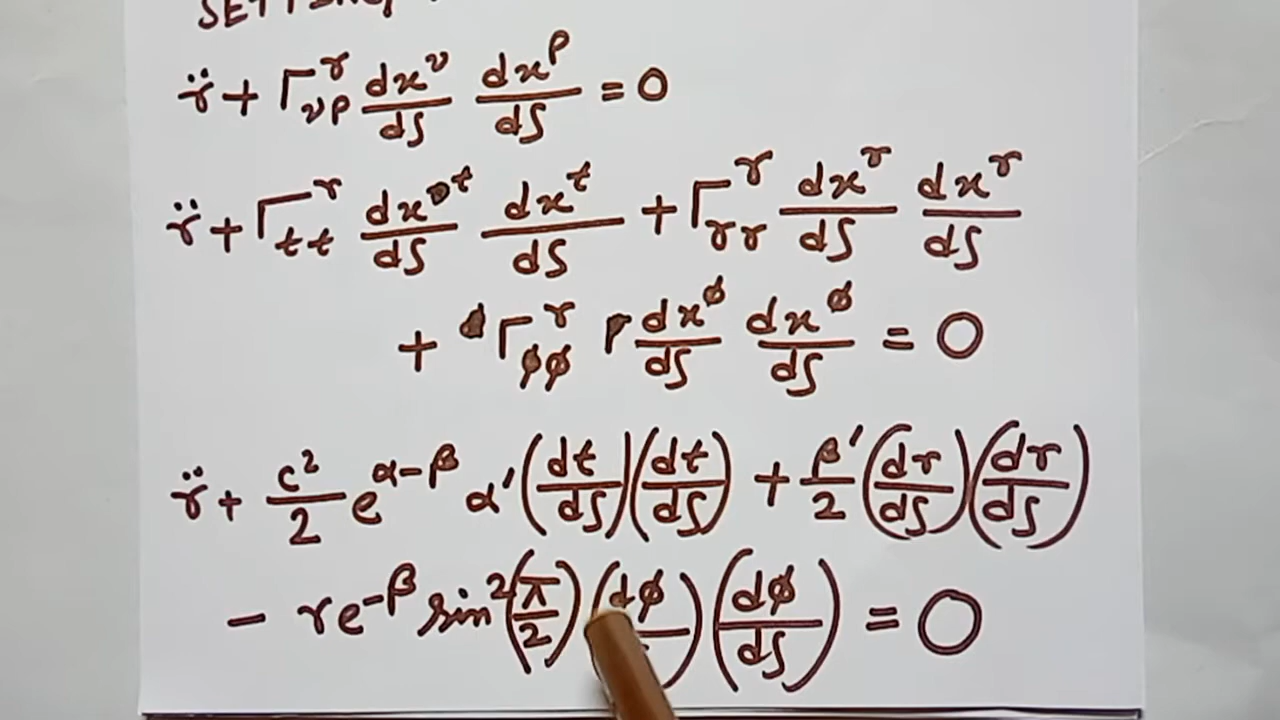 SETTING
r̈ + Γ^r_νρ dx^ν/ds dx^ρ/ds = 0
r̈ + Γ^r_tt dx^t/ds dx^t/ds + Γ^r_rr dx^r/ds dx^r/ds
+ Γ^r_ϕϕ dx^ϕ/ds dx^ϕ/ds = 0
r̈ + c²/2 e^(α-β) α' (dt/ds)(dt/ds) + β'/2 (dr/ds)(dr/ds)
- re^-β sin²(π/2) (dϕ/) (dϕ/ds) = 0